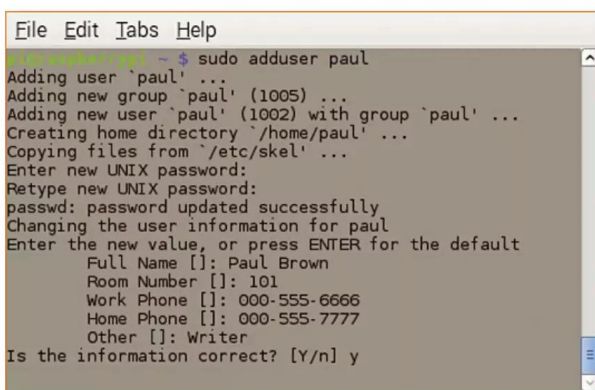 File Edit Tabs Help
pi@raspberrypi ~ $ sudo adduser paul
Adding user `paul' ...
Adding new group `paul' (1005) ...
Adding new user `paul' (1002) with group `paul' ...
Creating home directory `/home/paul' ...
Copying files from `/etc/skel' ...
Enter new UNIX password:
Retype new UNIX password:
passwd: password updated successfully
Changing the user information for paul
Enter the new value, or press ENTER for the default
Full Name []: Paul Brown
Room Number []: 101
Work Phone []: 000-555-6666
Home Phone []: 000-555-7777
Other []: Writer
Is the information correct? [Y/n] y